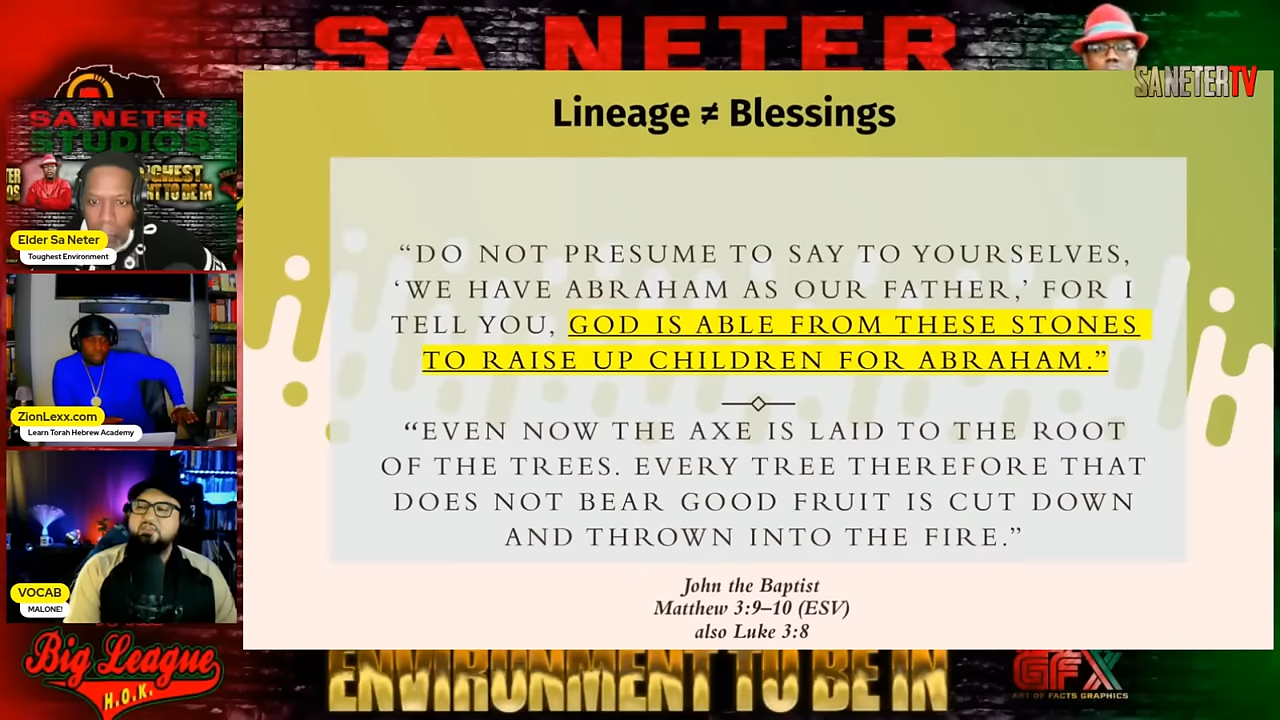 SA NETER
SANETERTV
SA NETER
STUDIOS
Elder Sa Neter
Toughest Environment
ZionLexx.com
Learn Torah Hebrew Academy
VOCAB
MALONE!
Big League
H.O.K.
Lineage ≠ Blessings
“DO NOT PRESUME TO SAY TO YOURSELVES,
‘WE HAVE ABRAHAM AS OUR FATHER,’ FOR I
TELL YOU, GOD IS ABLE FROM THESE STONES
TO RAISE UP CHILDREN FOR ABRAHAM.”
“EVEN NOW THE AXE IS LAID TO THE ROOT
OF THE TREES. EVERY TREE THEREFORE THAT
DOES NOT BEAR GOOD FRUIT IS CUT DOWN
AND THROWN INTO THE FIRE.”
John the Baptist
Matthew 3:9–10 (ESV)
also Luke 3:8
ENVIRONMENT TO BE IN
GFX
ART OF FACTS GRAPHICS